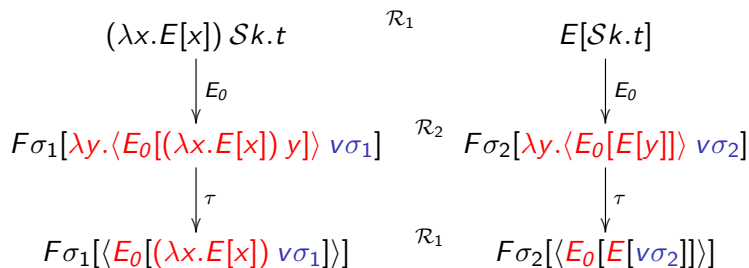 (λx.E[x]) 𝒮k.t ℛ₁ E[𝒮k.t]
E₀ E₀
Fσ₁[λy.⟨E₀[(λx.E[x]) y]⟩ vσ₁] ℛ₂ Fσ₂[λy.⟨E₀[E[y]]⟩ vσ₂]
τ τ
Fσ₁[⟨E₀[(λx.E[x]) vσ₁]⟩] ℛ₁ Fσ₂[⟨E₀[E[vσ₂]]⟩]